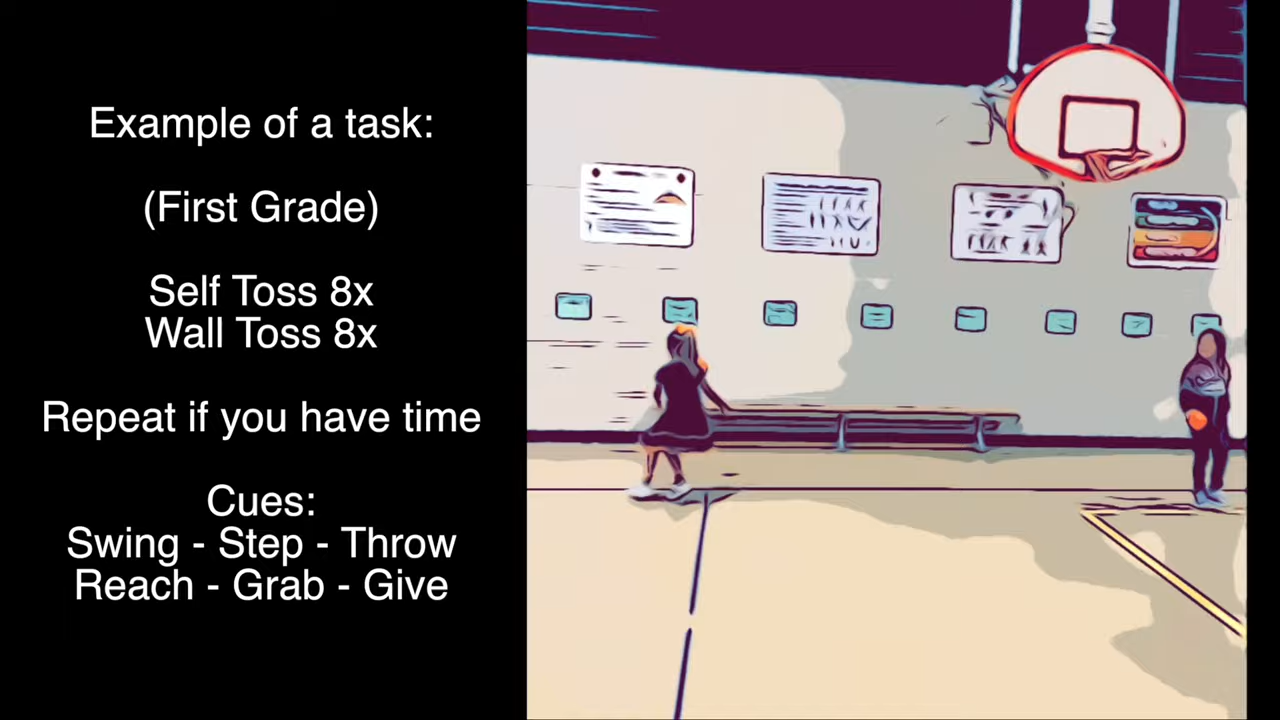 Example of a task:
(First Grade)
Self Toss 8x
Wall Toss 8x
Repeat if you have time
Cues:
Swing - Step - Throw
Reach - Grab - Give